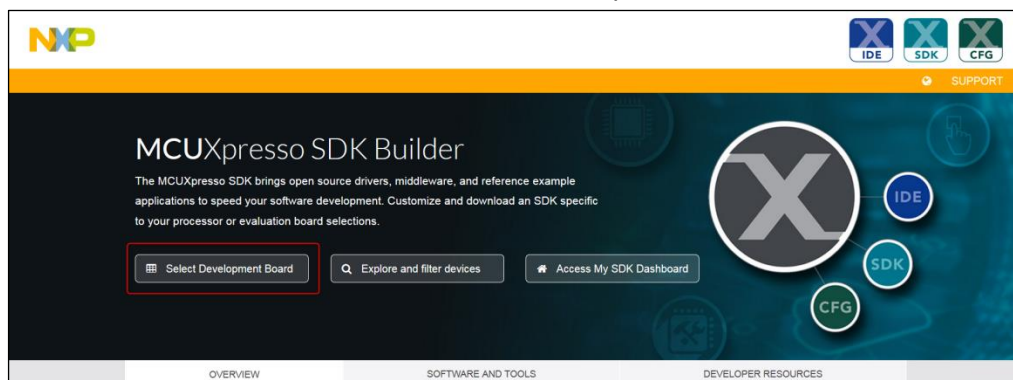 NXP
IDE
SDK
CFG
SUPPORT
MCUXpresso SDK Builder
The MCUXpresso SDK brings open source drivers, middleware, and reference example
applications to speed your software development. Customize and download an SDK specific
to your processor or evaluation board selections.
Select Development Board
Explore and filter devices
Access My SDK Dashboard
X
IDE
SDK
CFG
OVERVIEW
SOFTWARE AND TOOLS
DEVELOPER RESOURCES